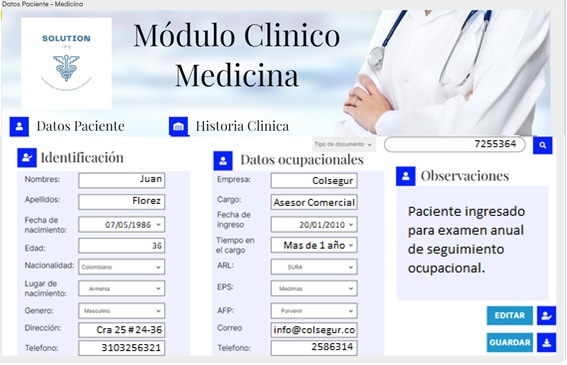 Datos Paciente – Medicina
SOLUTION
IPS
Módulo Clinico
Medicina
Datos Paciente
Historia Clinica
Tipo de documento
7255364
Identificación
Nombres: Juan
Apellidos: Florez
Fecha de nacimiento: 07/05/1986
Edad: 36
Nacionalidad: Colombiano
Lugar de nacimiento: Armenia
Genero: Masculino
Dirección: Cra 25 # 24-36
Telefono: 3103256321
Datos ocupacionales
Empresa: Colsegur
Cargo: Asesor Comercial
Fecha de ingreso 20/01/2010
Tiempo en el cargo Mas de 1 año
ARL: SURA
EPS: Medimas
AFP: Porvenir
Correo info@colsegur.co
Telefono: 2586314
Observaciones
Paciente ingresado
para examen anual
de seguimiento
ocupacional.
EDITAR
GUARDAR